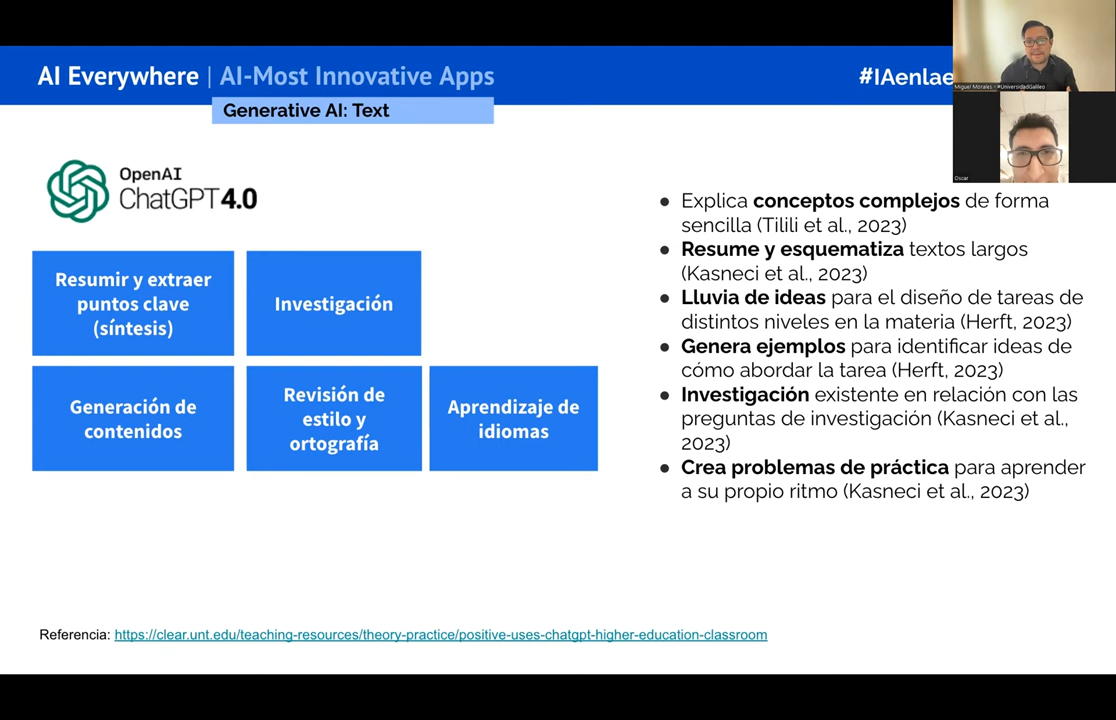 AI Everywhere | AI-Most Innovative Apps
#IAenlae
Generative AI: Text
Miguel Morales - #UniversidadGalileo
Oscar
OpenAI
ChatGPT 4.0
Resumir y extraer
puntos clave
(síntesis)
Investigación
Generación de
contenidos
Revisión de
estilo y
ortografía
Aprendizaje de
idiomas
● Explica conceptos complejos de forma
sencilla (Tilili et al., 2023)
● Resume y esquematiza textos largos
(Kasneci et al., 2023)
● Lluvia de ideas para el diseño de tareas de
distintos niveles en la materia (Herft, 2023)
● Genera ejemplos para identificar ideas de
cómo abordar la tarea (Herft, 2023)
● Investigación existente en relación con las
preguntas de investigación (Kasneci et al.,
2023)
● Crea problemas de práctica para aprender
a su propio ritmo (Kasneci et al., 2023)
Referencia: https://clear.unt.edu/teaching-resources/theory-practice/positive-uses-chatgpt-higher-education-classroom